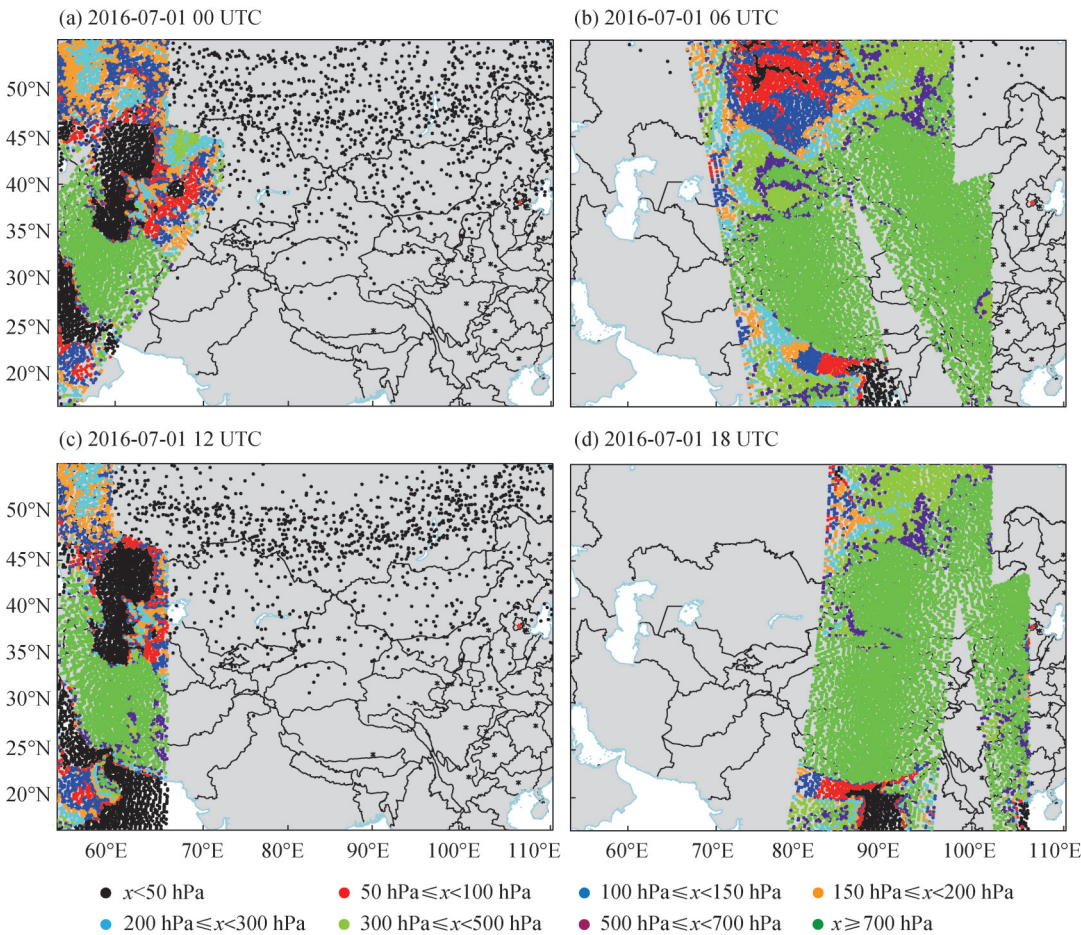 (a) 2016-07-01 00 UTC
(b) 2016-07-01 06 UTC
50°N
45°N
40°N
35°N
30°N
25°N
20°N
(c) 2016-07-01 12 UTC
(d) 2016-07-01 18 UTC
50°N
45°N
40°N
35°N
30°N
25°N
20°N
60°E 70°E 80°E 90°E 100°E 110°E 60°E 70°E 80°E 90°E 100°E 110°E
x<50 hPa 50 hPa≤x<100 hPa 100 hPa≤x<150 hPa 150 hPa≤x<200 hPa
200 hPa≤x<300 hPa 300 hPa≤x<500 hPa 500 hPa≤x<700 hPa x≥700 hPa